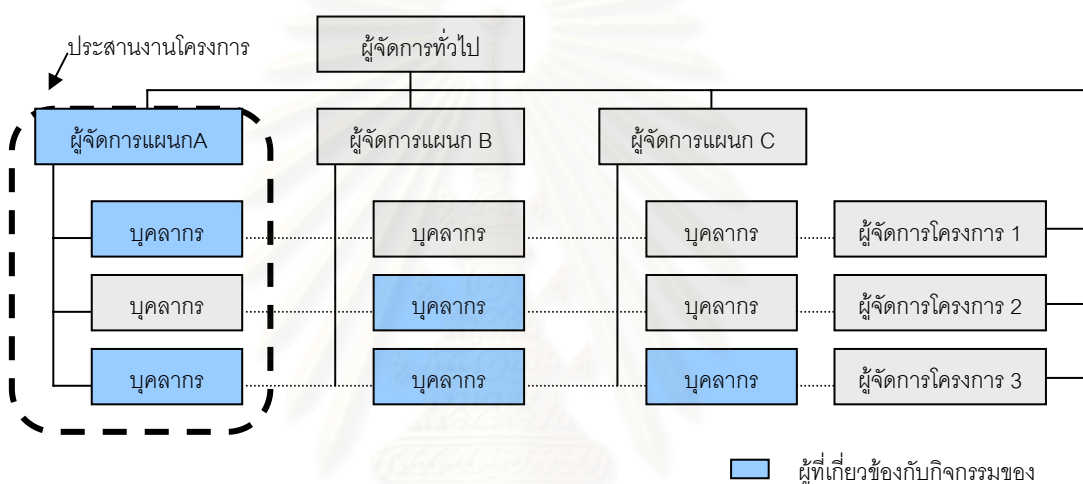 ประสานงานโครงการ
ผู้จัดการทั่วไป
ผู้จัดการแผนกA ผู้จัดการแผนก B ผู้จัดการแผนก C
บุคลากร บุคลากร บุคลากร ผู้จัดการโครงการ 1
บุคลากร บุคลากร บุคลากร ผู้จัดการโครงการ 2
บุคลากร บุคลากร บุคลากร ผู้จัดการโครงการ 3
ผู้ที่เกี่ยวข้องกับกิจกรรมของ